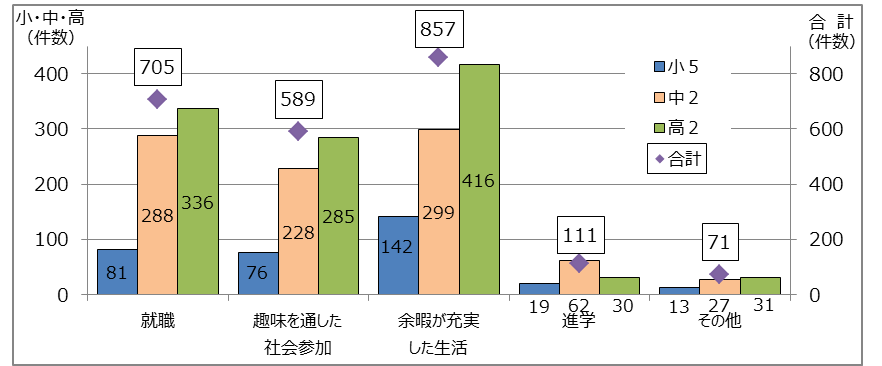 小・中・高
(件数)
合 計
(件数)
857
705
589
400
800
小５
中２
高２
合計
300
600
200
400
336
416
288
285
299
228
100
200
142
111
71
81
76
0
0
19
62
30
13
27
31
就職
趣味を通した
社会参加
余暇が充実
した生活
進学
その他